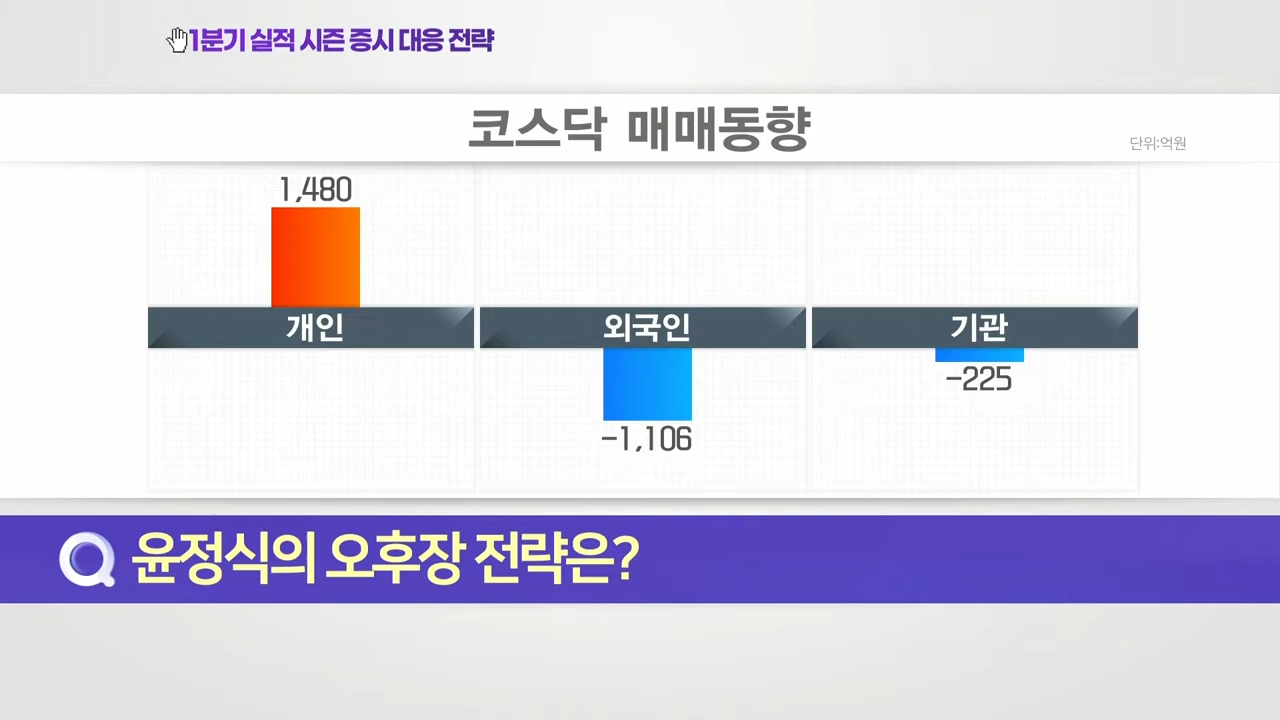 1분기 실적 시즌 증시 대응 전략
코스닥 매매동향
단위:억원
1,480
개인
외국인
기관
-1,106
-225
윤정식의 오후장 전략은?